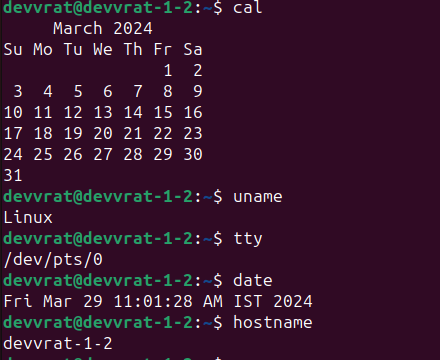 devvrat@devvrat-1-2:~$ cal
     March 2024
Su Mo Tu We Th Fr Sa
                1  2
 3  4  5  6  7  8  9
10 11 12 13 14 15 16
17 18 19 20 21 22 23
24 25 26 27 28 29 30
31
devvrat@devvrat-1-2:~$ uname
Linux
devvrat@devvrat-1-2:~$ tty
/dev/pts/0
devvrat@devvrat-1-2:~$ date
Fri Mar 29 11:01:28 AM IST 2024
devvrat@devvrat-1-2:~$ hostname
devvrat-1-2